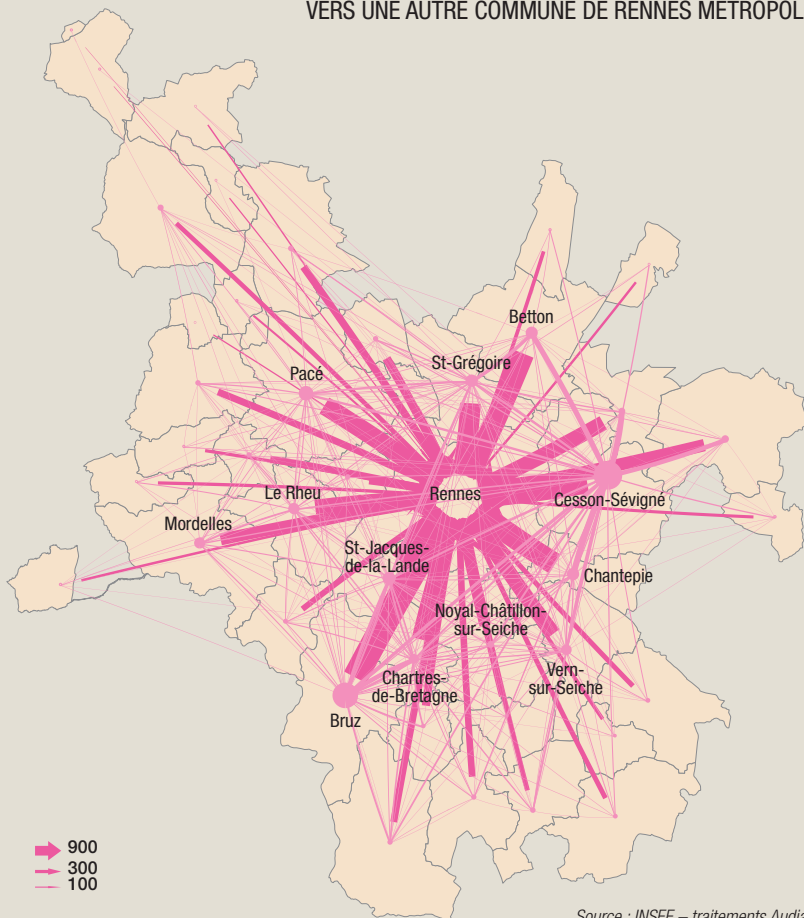 VERS UNE AUTRE COMMUNE DE RENNES MÉTROPOL
Betton
St-Grégoire
Pacé
Rennes
Cesson-Sévigné
Le Rheu
Mordelles
St-Jacques-
de-la-Lande
Chantepie
Noyal-Châtillon-
sur-Seiche
Vern-
sur-Seiche
Chartres-
de-Bretagne
Bruz
900
300
100
Source : INSEE – traitements Audia